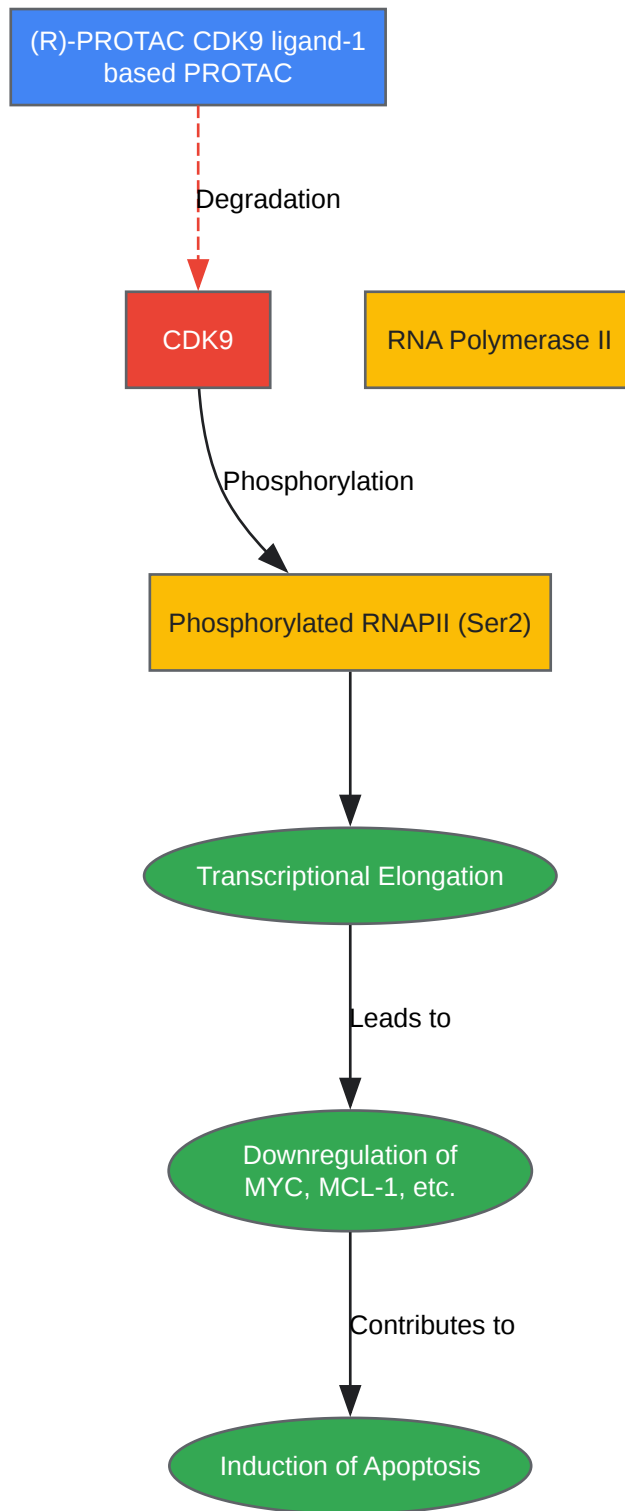 (R)-PROTAC CDK9 ligand-1
based PROTAC
Degradation
CDK9
RNA Polymerase II
Phosphorylation
Phosphorylated RNAPII (Ser2)
Transcriptional Elongation
Leads to
Downregulation of
MYC, MCL-1, etc.
Contributes to
Induction of Apoptosis